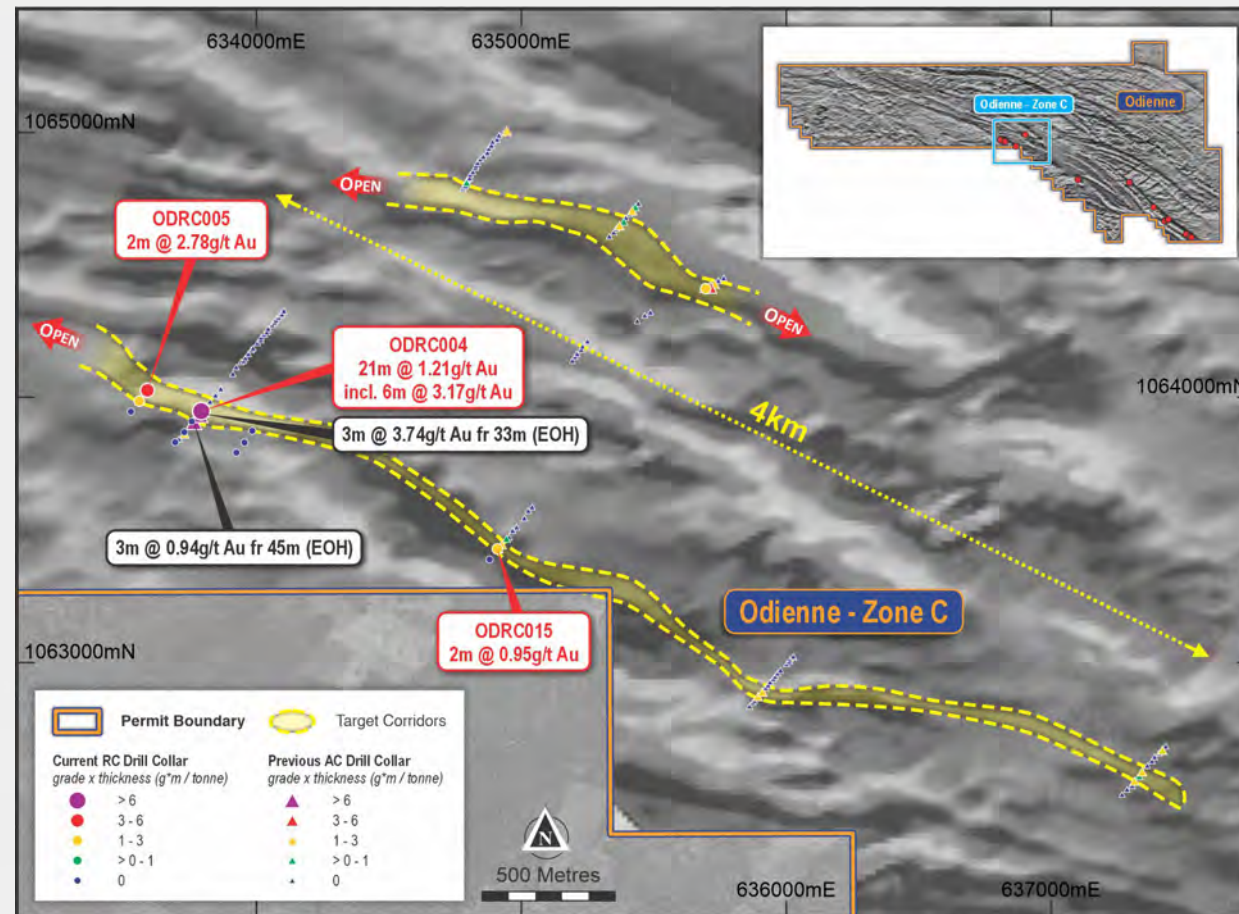 634000mE
635000mE
1065000mN
Odienne - Zone C
Odienne
OPEN
ODRC005
2m @ 2.78g/t Au
OPEN
OPEN
ODRC004
21m @ 1.21g/t Au
incl. 6m @ 3.17g/t Au
1064000mN
3m @ 3.74g/t Au fr 33m (EOH)
4km
3m @ 0.94g/t Au fr 45m (EOH)
Odienne - Zone C
ODRC015
2m @ 0.95g/t Au
1063000mN
Permit Boundary
Target Corridors
Current RC Drill Collar
grade x thickness (g*m / tonne)
> 6
3 - 6
1 - 3
> 0 - 1
0
Previous AC Drill Collar
grade x thickness (g*m / tonne)
> 6
3 - 6
1 - 3
> 0 - 1
0
N
500 Metres
636000mE
637000mE